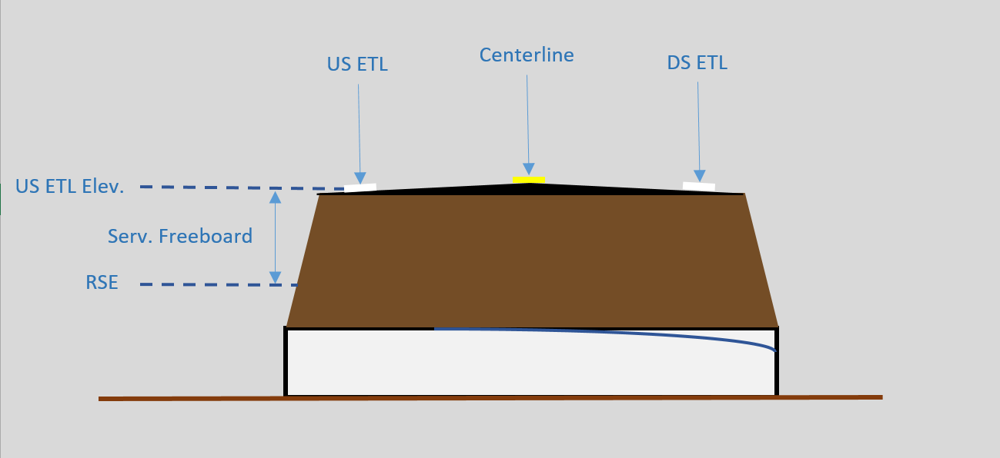 US ETL
Centerline
DS ETL
US ETL Elev.
Serv. Freeboard
RSE